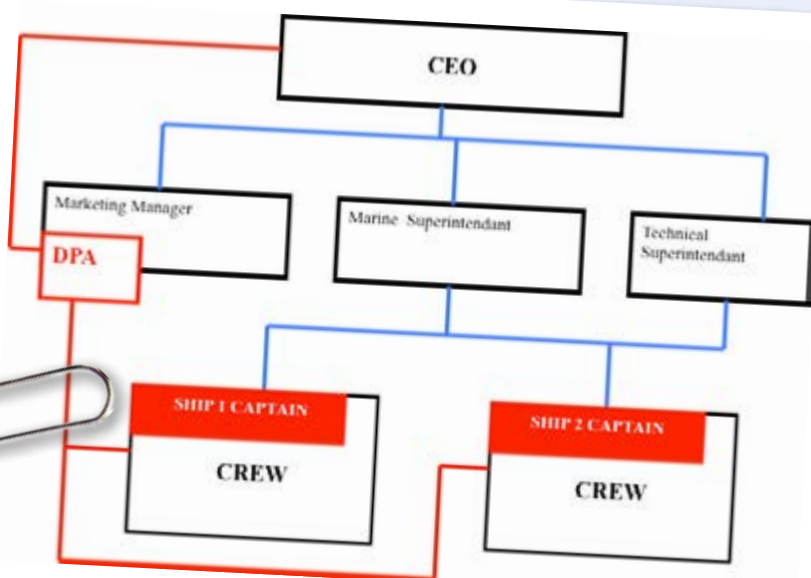 CEO
Marketing Manager
Marine Superintendant
Technical
Superintendant
DPA
SHIP 1 CAPTAIN
SHIP 2 CAPTAIN
CREW
CREW